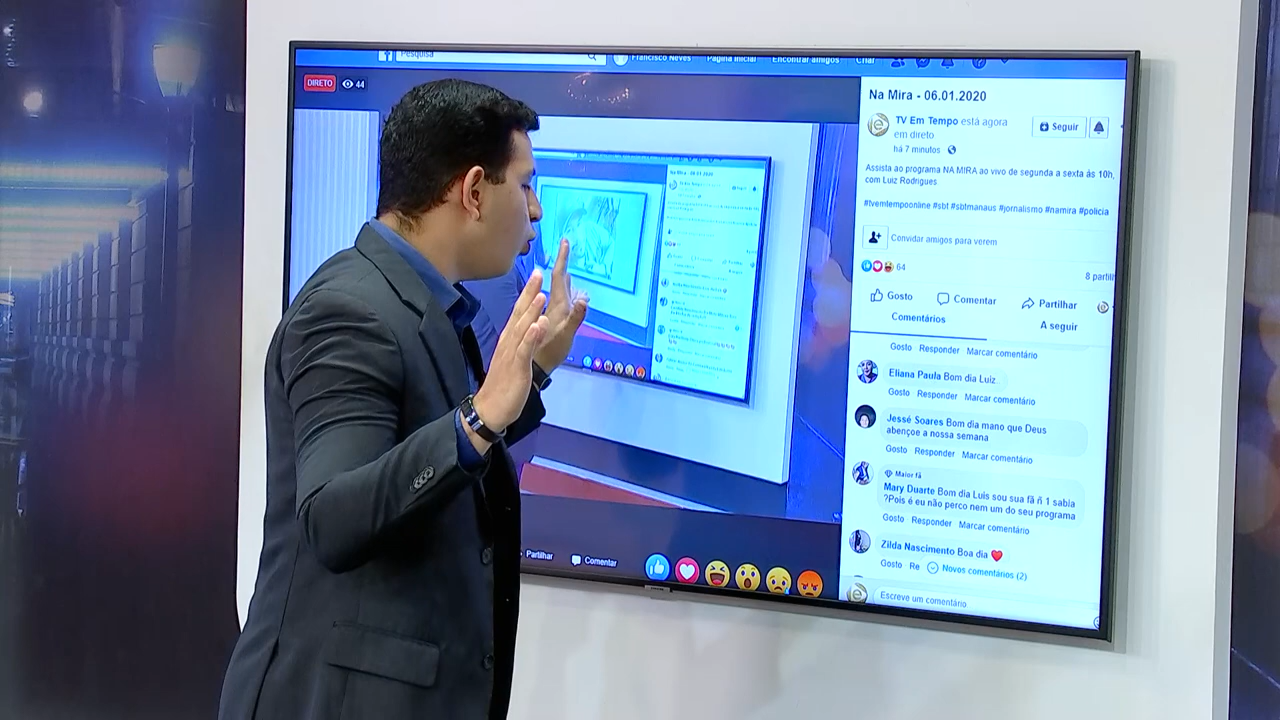 Pesquisa
Francisco Neves
Página inicial
Encontrar amigos
Criar
DIRETO
44
Na Mira - 06.01.2020
TV Em Tempo está agora
em direto
há 7 minutos
Seguir
Assista ao programa NA MIRA ao vivo de segunda a sexta às 10h,
com Luiz Rodrigues
#tvemtempoonline #sbt #sbtmanaus #jornalismo #namira #policia
Convidar amigos para verem
64
8 partil
Gosto
Comentar
Partilhar
Comentários
A seguir
Gosto Responder Marcar comentário
Eliana Paula Bom dia Luiz
Gosto Responder Marcar comentário
Jessé Soares Bom dia mano que Deus
abençoe a nossa semana
Gosto Responder Marcar comentário
Maior fã
Mary Duarte Bom dia Luis sou sua fã ñ 1 sabia
?Pois é eu não perco nem um do seu programa
Gosto Responder Marcar comentário
Zilda Nascimento Boa dia
Gosto Re Novos comentários (2)
Escreve um comentário
Partilhar
Comentar
Na Mira - 06.01.2020